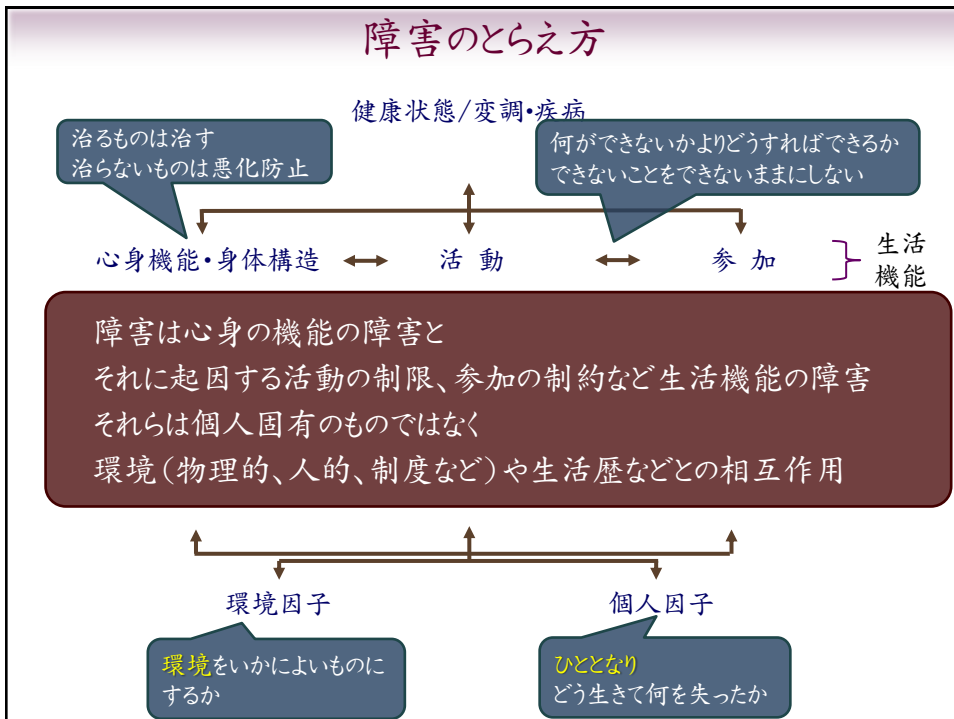 障害のとらえ方
健康状態/変調・疾病
治るものは治す
治らないものは悪化防止
何ができないかよりどうすればできるか
できないことをできないままにしない
心身機能・身体構造
活 動
参 加
生活
機能
障害は心身の機能の障害と
それに起因する活動の制限、参加の制約など生活機能の障害
それらは個人固有のものではなく
環境(物理的、人的、制度など)や生活歴などとの相互作用
環境因子
個人因子
環境をいかによいものに
するか
ひととなり
どう生きて何を失ったか